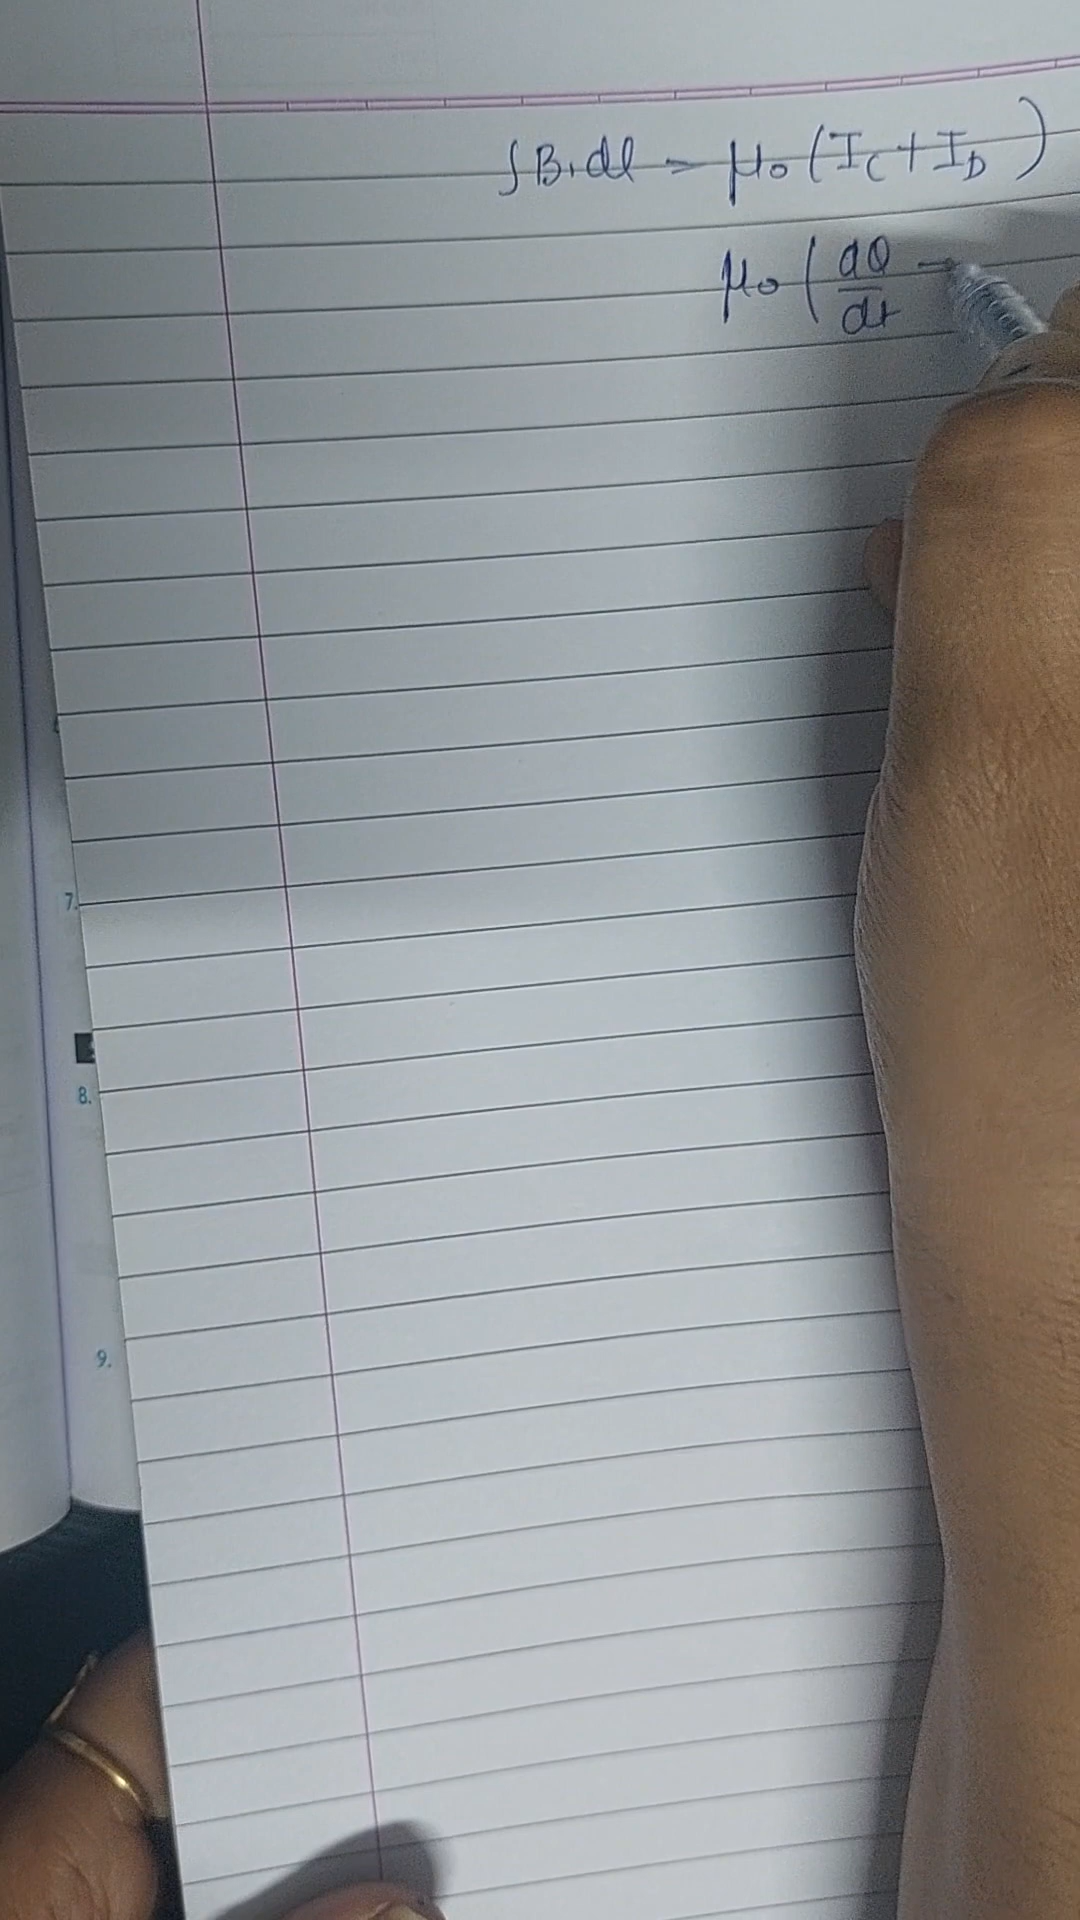 ∫B.dl = μ₀(I_C + I_D)
μ₀(dQ/dt -
7.
8.
9.